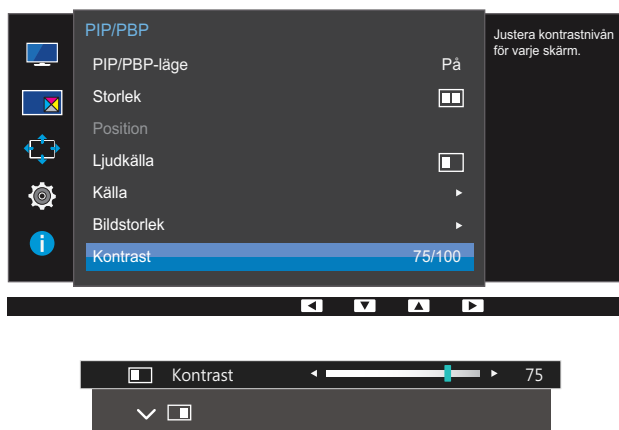 PIP/PBP
Justera kontrastnivån
för varje skärm.
PIP/PBP-läge På
Storlek
Position
Ljudkälla
Källa
Bildstorlek
Kontrast 75/100
Kontrast 75